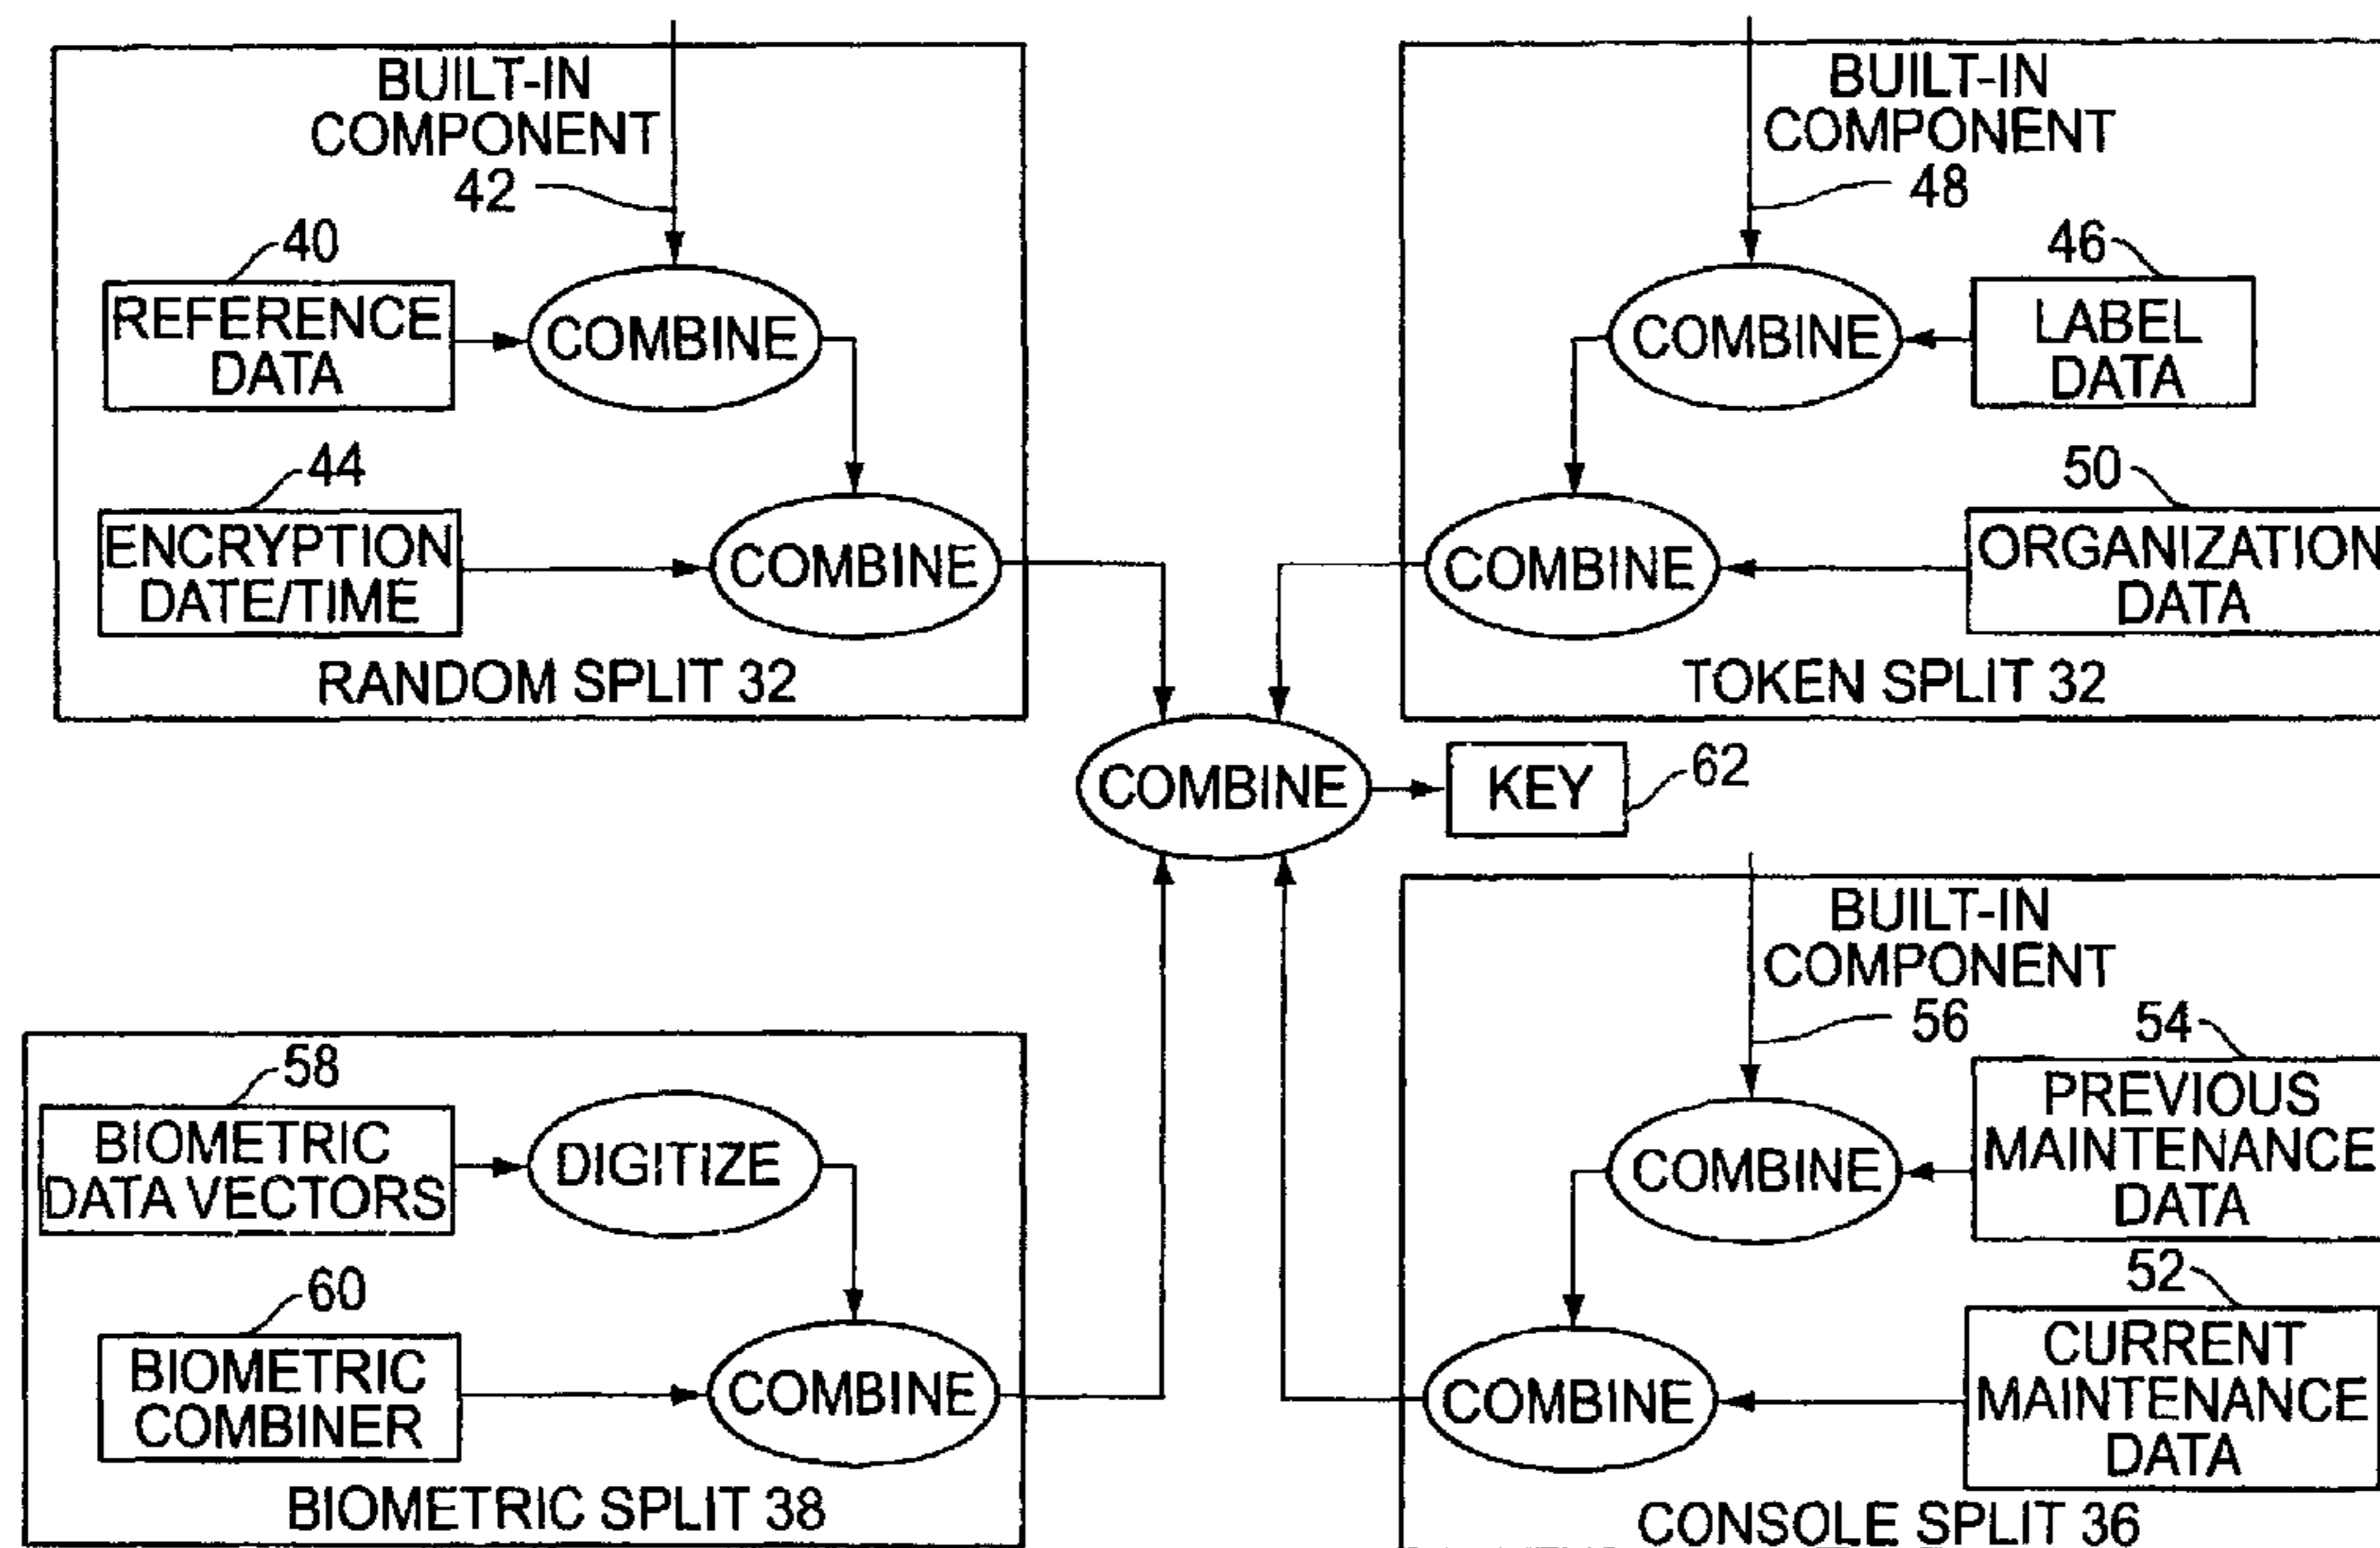 BUILT-IN
COMPONENT
42
40
REFERENCE
DATA
COMBINE
44
ENCRYPTION
DATE/TIME
COMBINE
RANDOM SPLIT 32
BUILT-IN
COMPONENT
48
46
COMBINE
LABEL
DATA
50
COMBINE
ORGANIZATION
DATA
TOKEN SPLIT 32
COMBINE
KEY
62
58
BIOMETRIC
DATA VECTORS
DIGITIZE
60
BIOMETRIC
COMBINER
COMBINE
BIOMETRIC SPLIT 38
BUILT-IN
COMPONENT
56
54
COMBINE
PREVIOUS
MAINTENANCE
DATA
52
COMBINE
CURRENT
MAINTENANCE
DATA
CONSOLE SPLIT 36